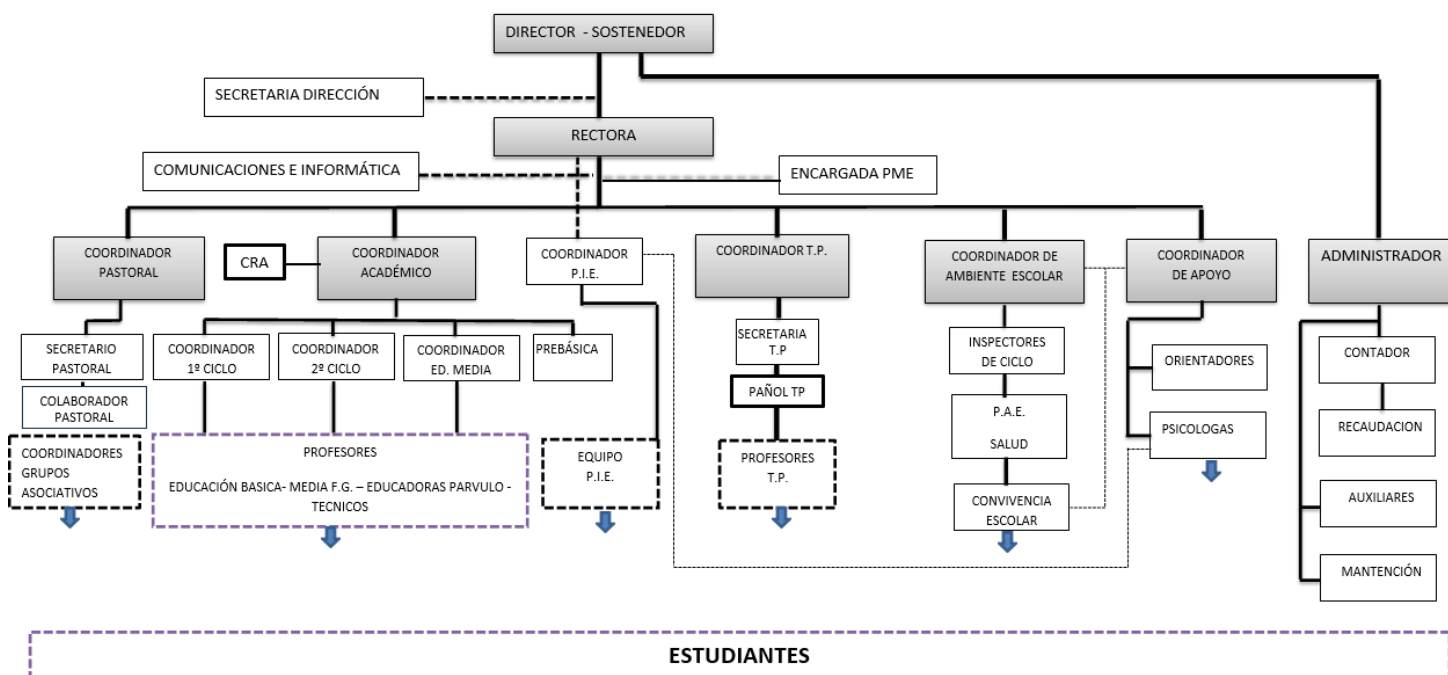 DIRECTOR - SOSTENEDOR
SECRETARIA DIRECCIÓN
RECTORA
COMUNICACIONES E INFORMÁTICA
ENCARGADA PME
COORDINADOR
PASTORAL
CRA
COORDINADOR
ACADÉMICO
COORDINADOR
P.I.E.
COORDINADOR T.P.
COORDINADOR DE
AMBIENTE ESCOLAR
COORDINADOR
DE APOYO
ADMINISTRADOR
SECRETARIO
PASTORAL
COORDINADOR
1º CICLO
COORDINADOR
2º CICLO
COORDINADOR
ED. MEDIA
PREBÁSICA
SECRETARIA
T.P
INSPECTORES
DE CICLO
ORIENTADORES
CONTADOR
COLABORADOR
PASTORAL
PAÑOL TP
P.A.E.
SALUD
PSICOLOGAS
RECAUDACION
COORDINADORES
GRUPOS
ASOCIATIVOS
PROFESORES
EDUCACIÓN BASICA- MEDIA F.G. – EDUCADORAS PARVULO -
TECNICOS
EQUIPO
P.I.E.
PROFESORES
T.P.
CONVIVENCIA
ESCOLAR
AUXILIARES
MANTENCIÓN
ESTUDIANTES